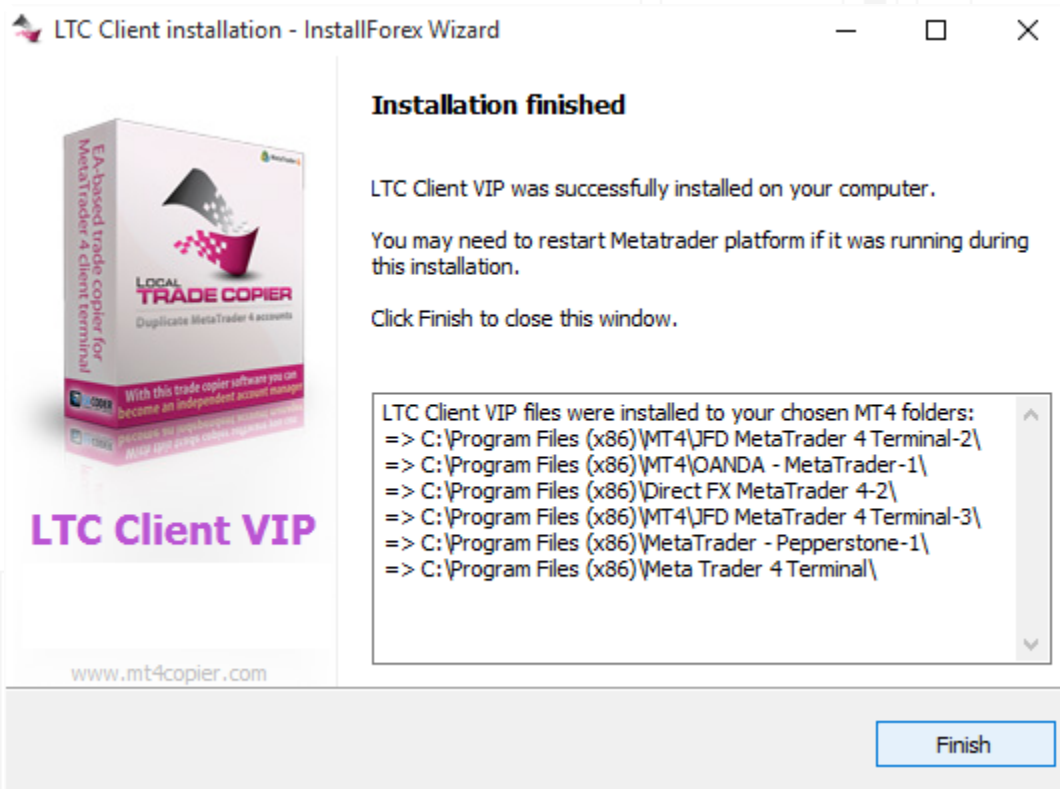 LTC Client installation - InstallForex Wizard
EA-based trade copier for
MetaTrader 4 client terminal
LOCAL
TRADE COPIER
Duplicate MetaTrader 4 accounts
With this trade copier software you can
become an independent account manager
LTC Client VIP
www.mt4copier.com
Installation finished
LTC Client VIP was successfully installed on your computer.
You may need to restart Metatrader platform if it was running during
this installation.
Click Finish to close this window.
LTC Client VIP files were installed to your chosen MT4 folders:
=> C:\Program Files (x86)\MT4\JFD MetaTrader 4 Terminal-2\
=> C:\Program Files (x86)\MT4\OANDA - MetaTrader-1\
=> C:\Program Files (x86)\Direct FX MetaTrader 4-2\
=> C:\Program Files (x86)\MT4\JFD MetaTrader 4 Terminal-3\
=> C:\Program Files (x86)\MetaTrader - Pepperstone-1\
=> C:\Program Files (x86)\Meta Trader 4 Terminal\
Finish